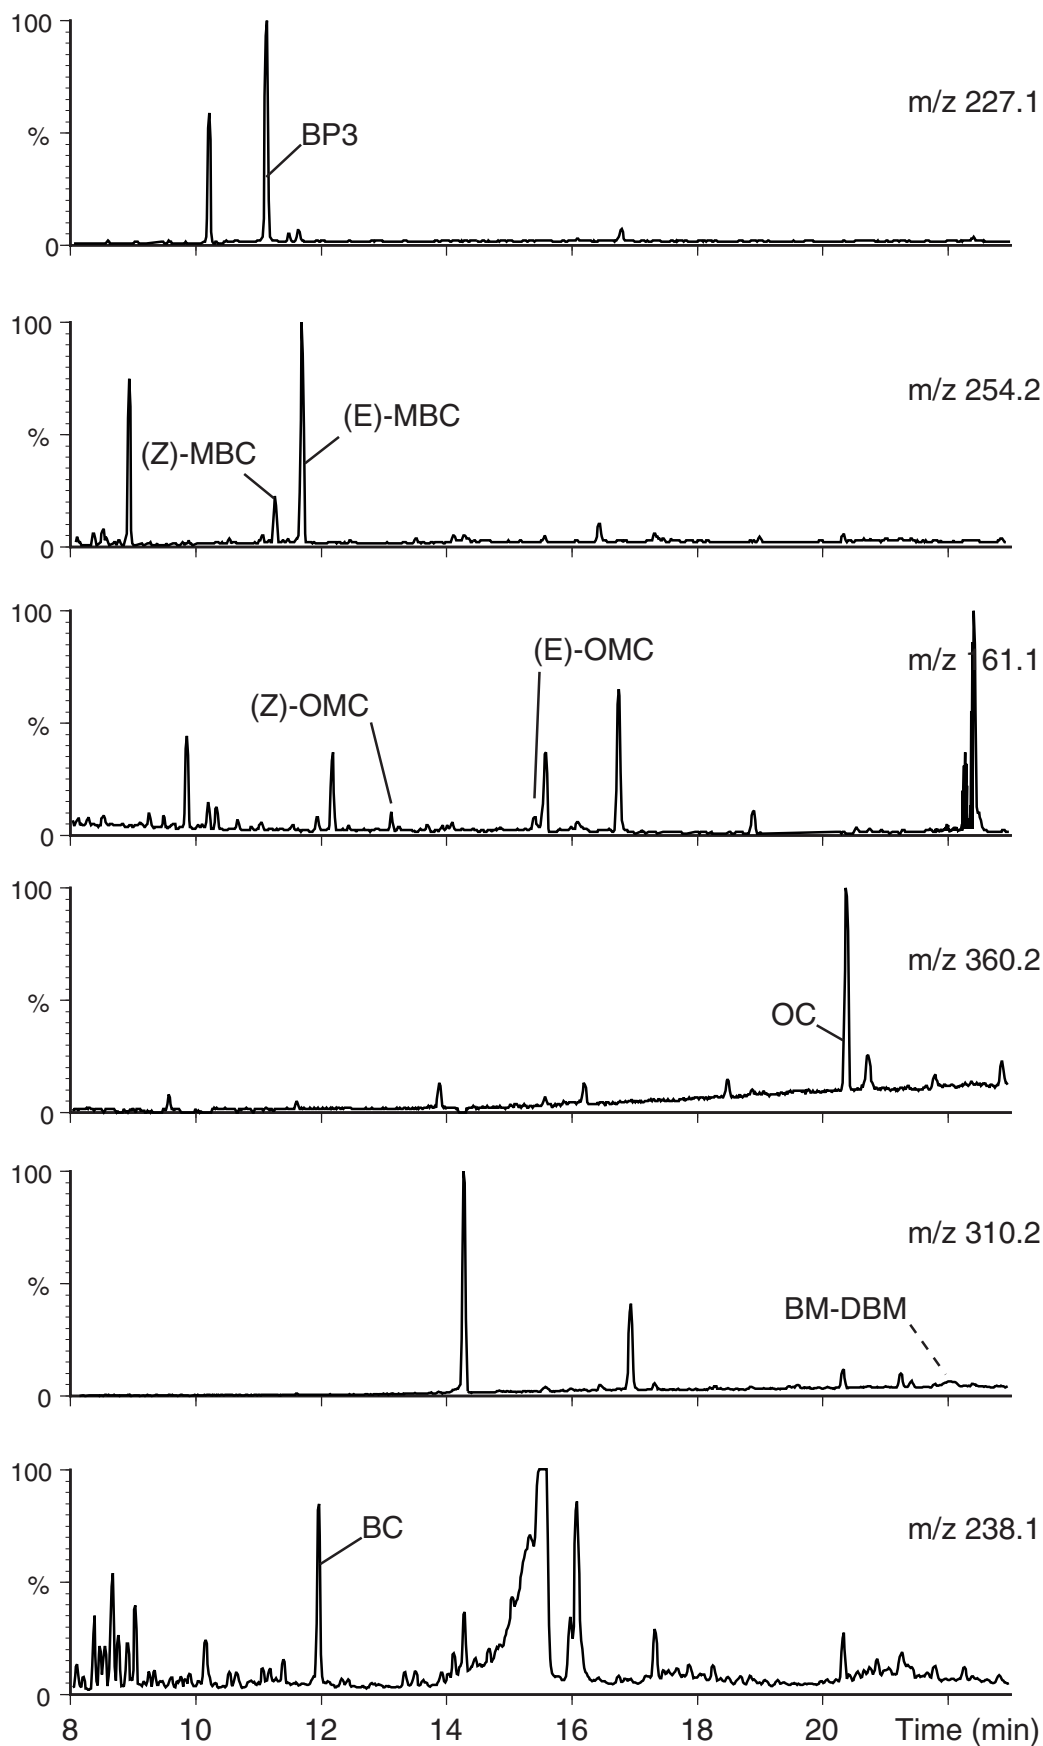 100
m/z 227.1
%
BP3
0
100
m/z 254.2
(E)-MBC
%
(Z)-MBC
0
100
(E)-OMC
m/z 161.1
(Z)-OMC
%
0
100
m/z 360.2
%
OC
0
100
m/z 310.2
%
BM-DBM
0
100
BC
m/z 238.1
%
0
8 10 12 14 16 18 20 Time (min)